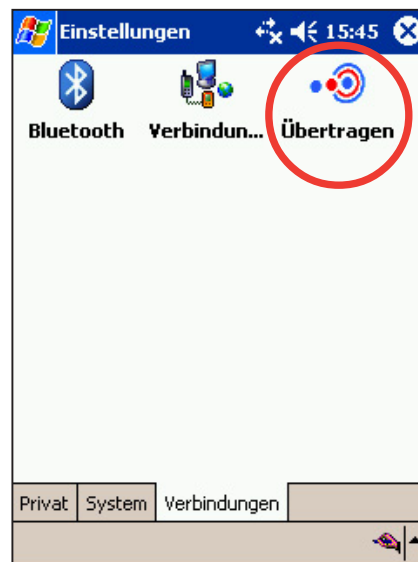 Einstellungen 15:45
Bluetooth Verbindun... Übertragen
Privat System Verbindungen